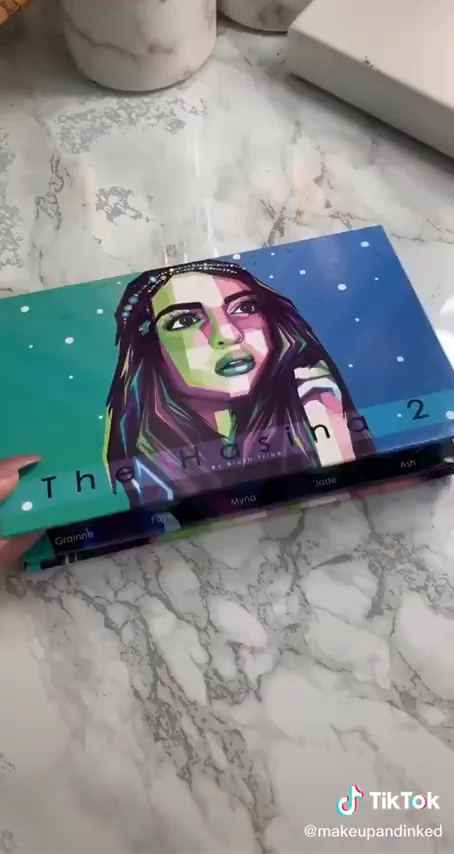 The Hasina 2
Grainne
Myna
Jade
Ash
TikTok
@makeupandinked